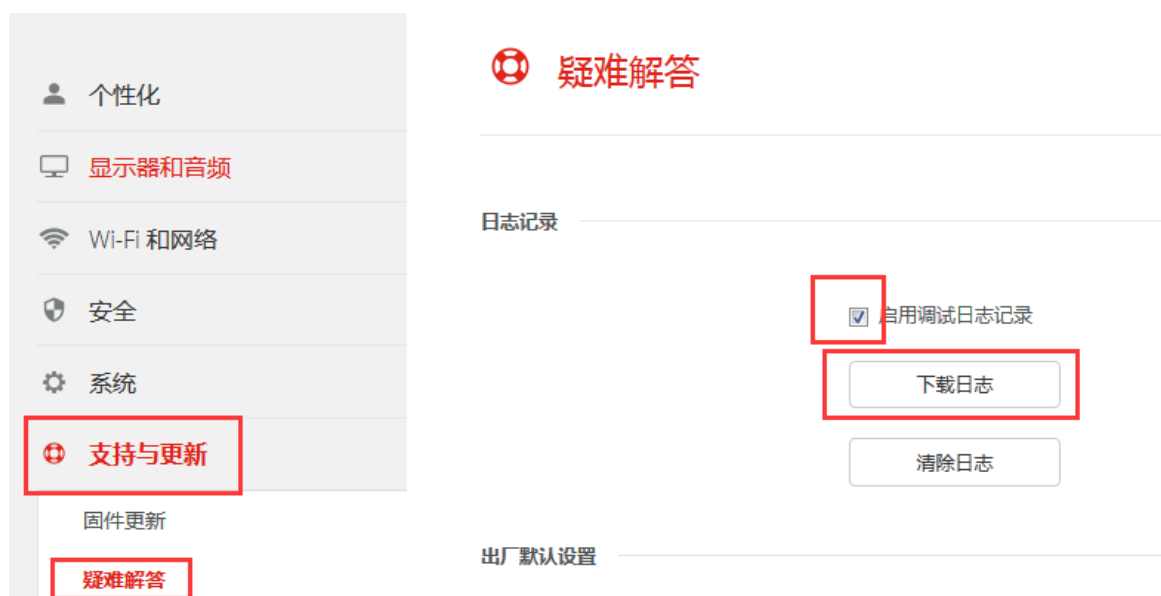 个性化
显示器和音频
Wi-Fi 和网络
安全
系统
支持与更新
固件更新
疑难解答
疑难解答
日志记录
启用调试日志记录
下载日志
清除日志
出厂默认设置